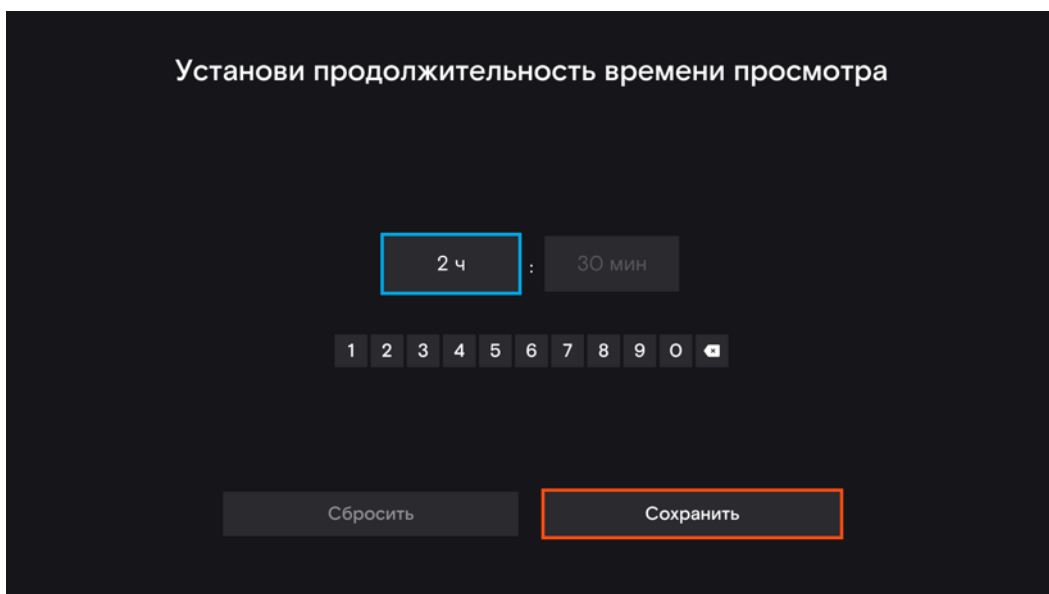 Установи продолжительность времени просмотра
2 ч : 30 мин
1 2 3 4 5 6 7 8 9 0
Сбросить Сохранить